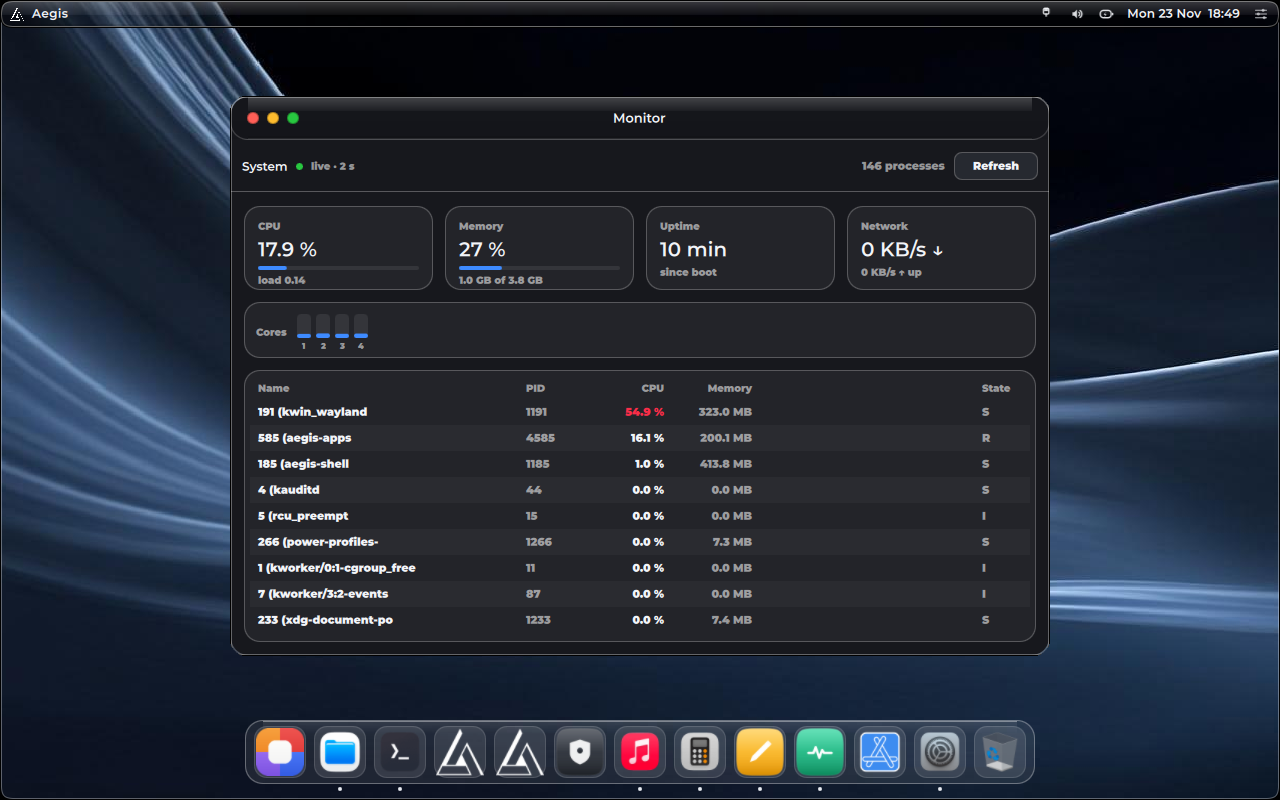 Aegis
Mon 23 Nov 18:49
Monitor
System live · 2 s 146 processes Refresh
CPU Memory Uptime Network
17.9 % 27 % 10 min 0 KB/s ↓
load 0.14 1.0 GB of 3.8 GB since boot 0 KB/s ↑ up
Cores
1 2 3 4
Name PID CPU Memory State
191 (kwin_wayland 1191 54.9 % 323.0 MB S
585 (aegis-apps 4585 16.1 % 200.1 MB R
185 (aegis-shell 1185 1.0 % 413.8 MB S
4 (kauditd 44 0.0 % 0.0 MB S
5 (rcu_preempt 15 0.0 % 0.0 MB I
266 (power-profiles- 1266 0.0 % 7.3 MB S
1 (kworker/0:1-cgroup_free 11 0.0 % 0.0 MB I
7 (kworker/3:2-events 87 0.0 % 0.0 MB I
233 (xdg-document-po 1233 0.0 % 7.4 MB S